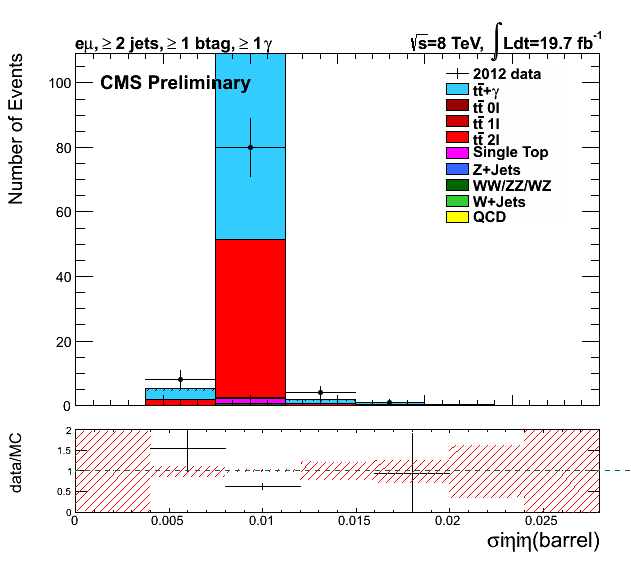 eμ, ≥ 2 jets, ≥ 1 btag, ≥ 1 γ
√s=8 TeV, ∫ Ldt=19.7 fb⁻¹
CMS Preliminary
2012 data
tt̄+γ
tt̄ 0l
tt̄ 1l
tt̄ 2l
Single Top
Z+Jets
WW/ZZ/WZ
W+Jets
QCD
Number of Events
100
80
60
40
20
0
data/MC
2
1.5
1
0.5
0
0 0.005 0.01 0.015 0.02 0.025
σiηiη(barrel)